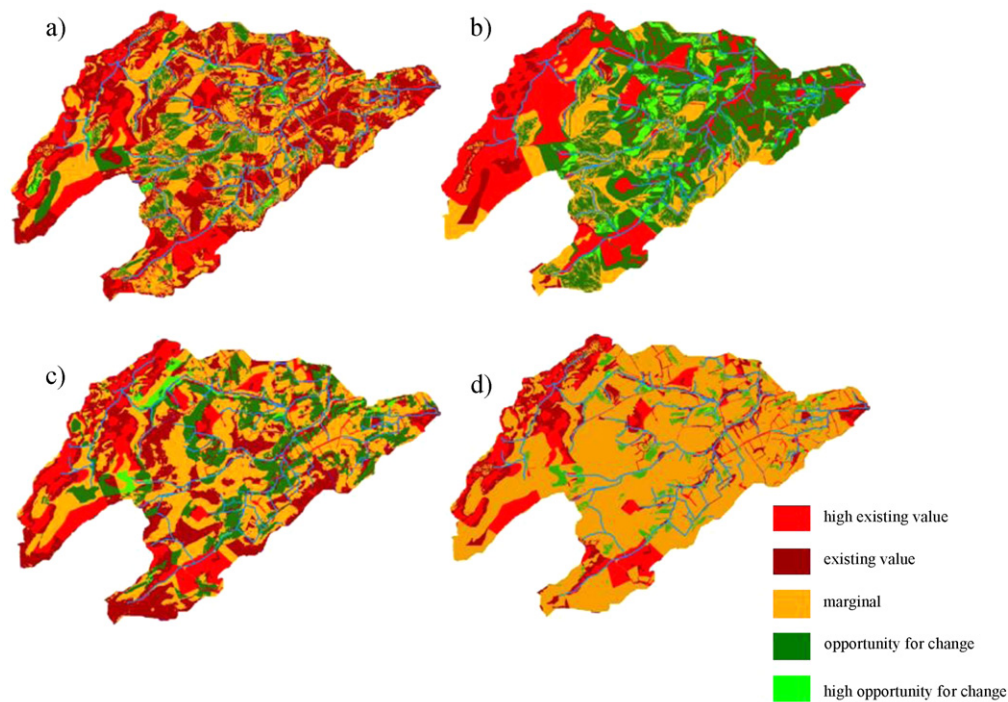 a)
b)
c)
d)
high existing value
existing value
marginal
opportunity for change
high opportunity for change